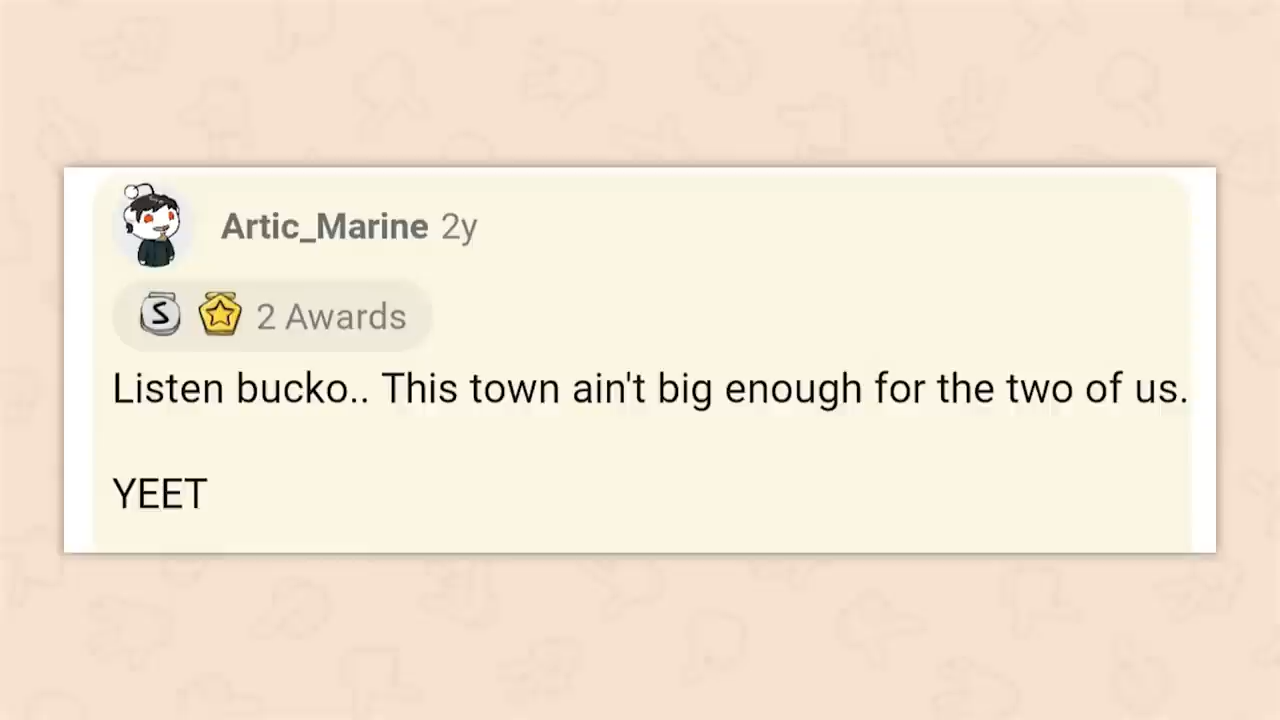 Artic_Marine 2y
S 2 Awards
Listen bucko.. This town ain't big enough for the two of us.
YEET